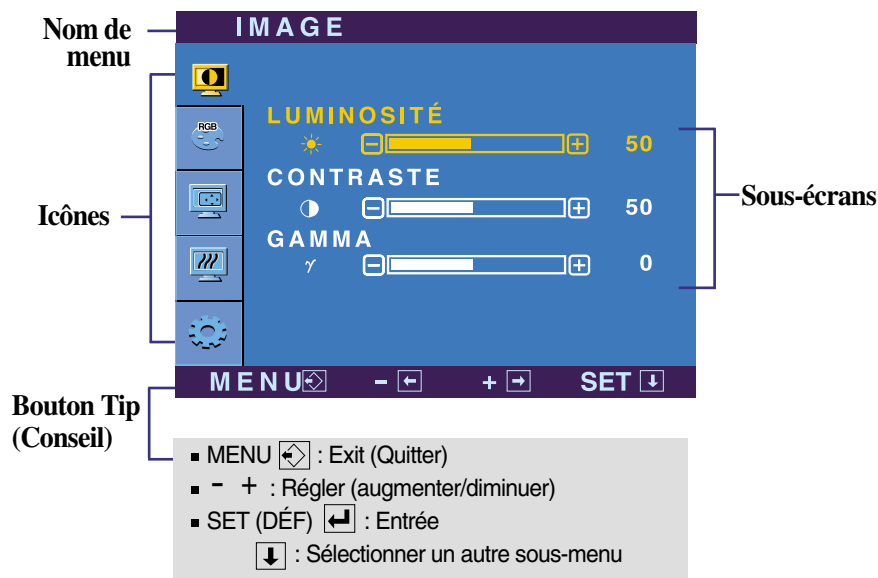 Nom de
menu
IMAGE
RGB
LUMINOSITÉ
50
CONTRASTE
50
GAMMA
γ
0
Icônes
Sous-écrans
MENU - + SET
Bouton Tip
(Conseil)
▪ MENU : Exit (Quitter)
▪ - + : Régler (augmenter/diminuer)
▪ SET (DÉF) : Entrée
: Sélectionner un autre sous-menu